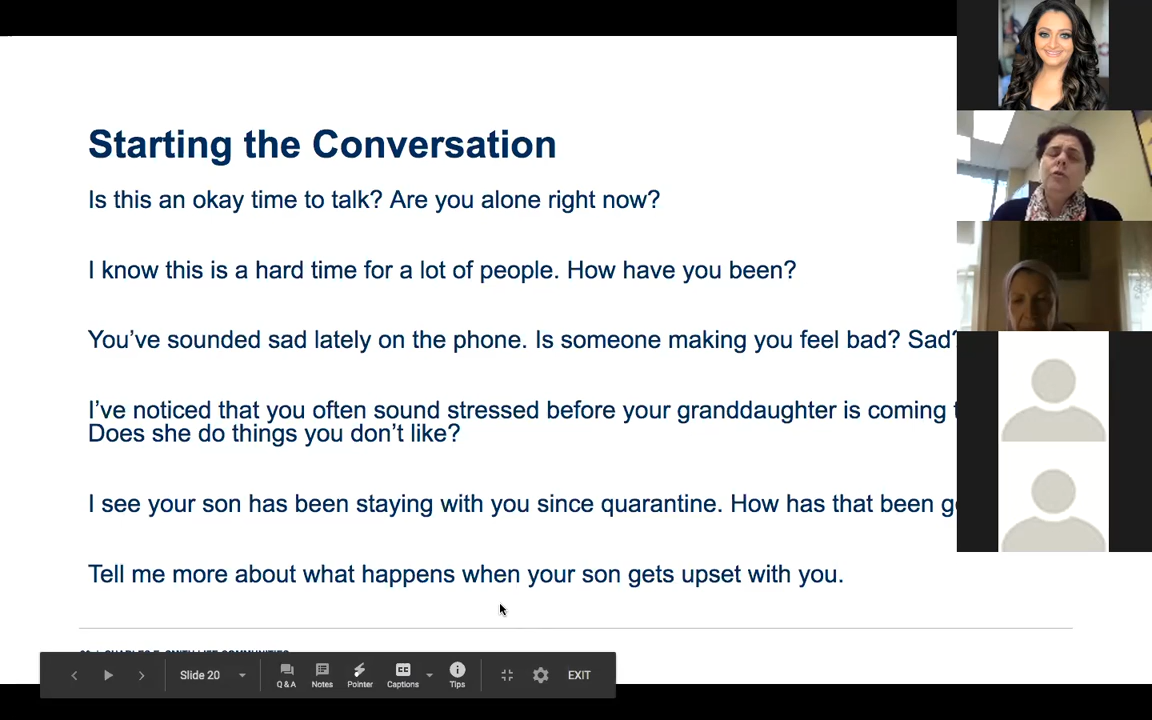 Starting the Conversation
Is this an okay time to talk? Are you alone right now?
I know this is a hard time for a lot of people. How have you been?
You’ve sounded sad lately on the phone. Is someone making you feel bad? Sad?
I’ve noticed that you often sound stressed before your granddaughter is coming
Does she do things you don’t like?
I see your son has been staying with you since quarantine. How has that been
Tell me more about what happens when your son gets upset with you.
Slide 20
Q & A
Notes
Pointer
Captions
Tips
EXIT